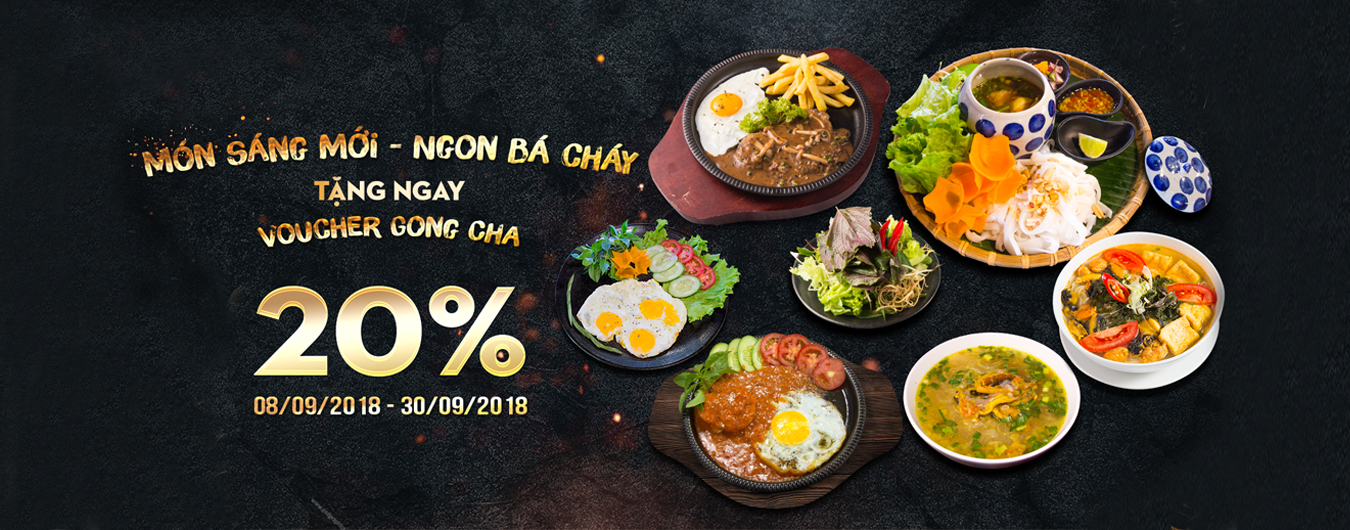 MÓN SÁNG MỚI - NGON BÁ CHÁY
TẶNG NGAY
VOUCHER GONG CHA
20%
08/09/2018 - 30/09/2018